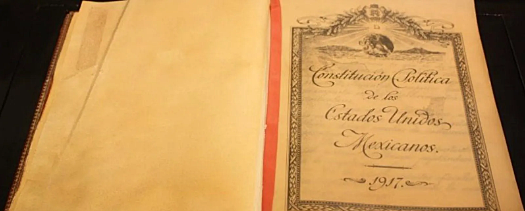 Constitución Política
de los
Estados Unidos
Mexicanos.
1917.